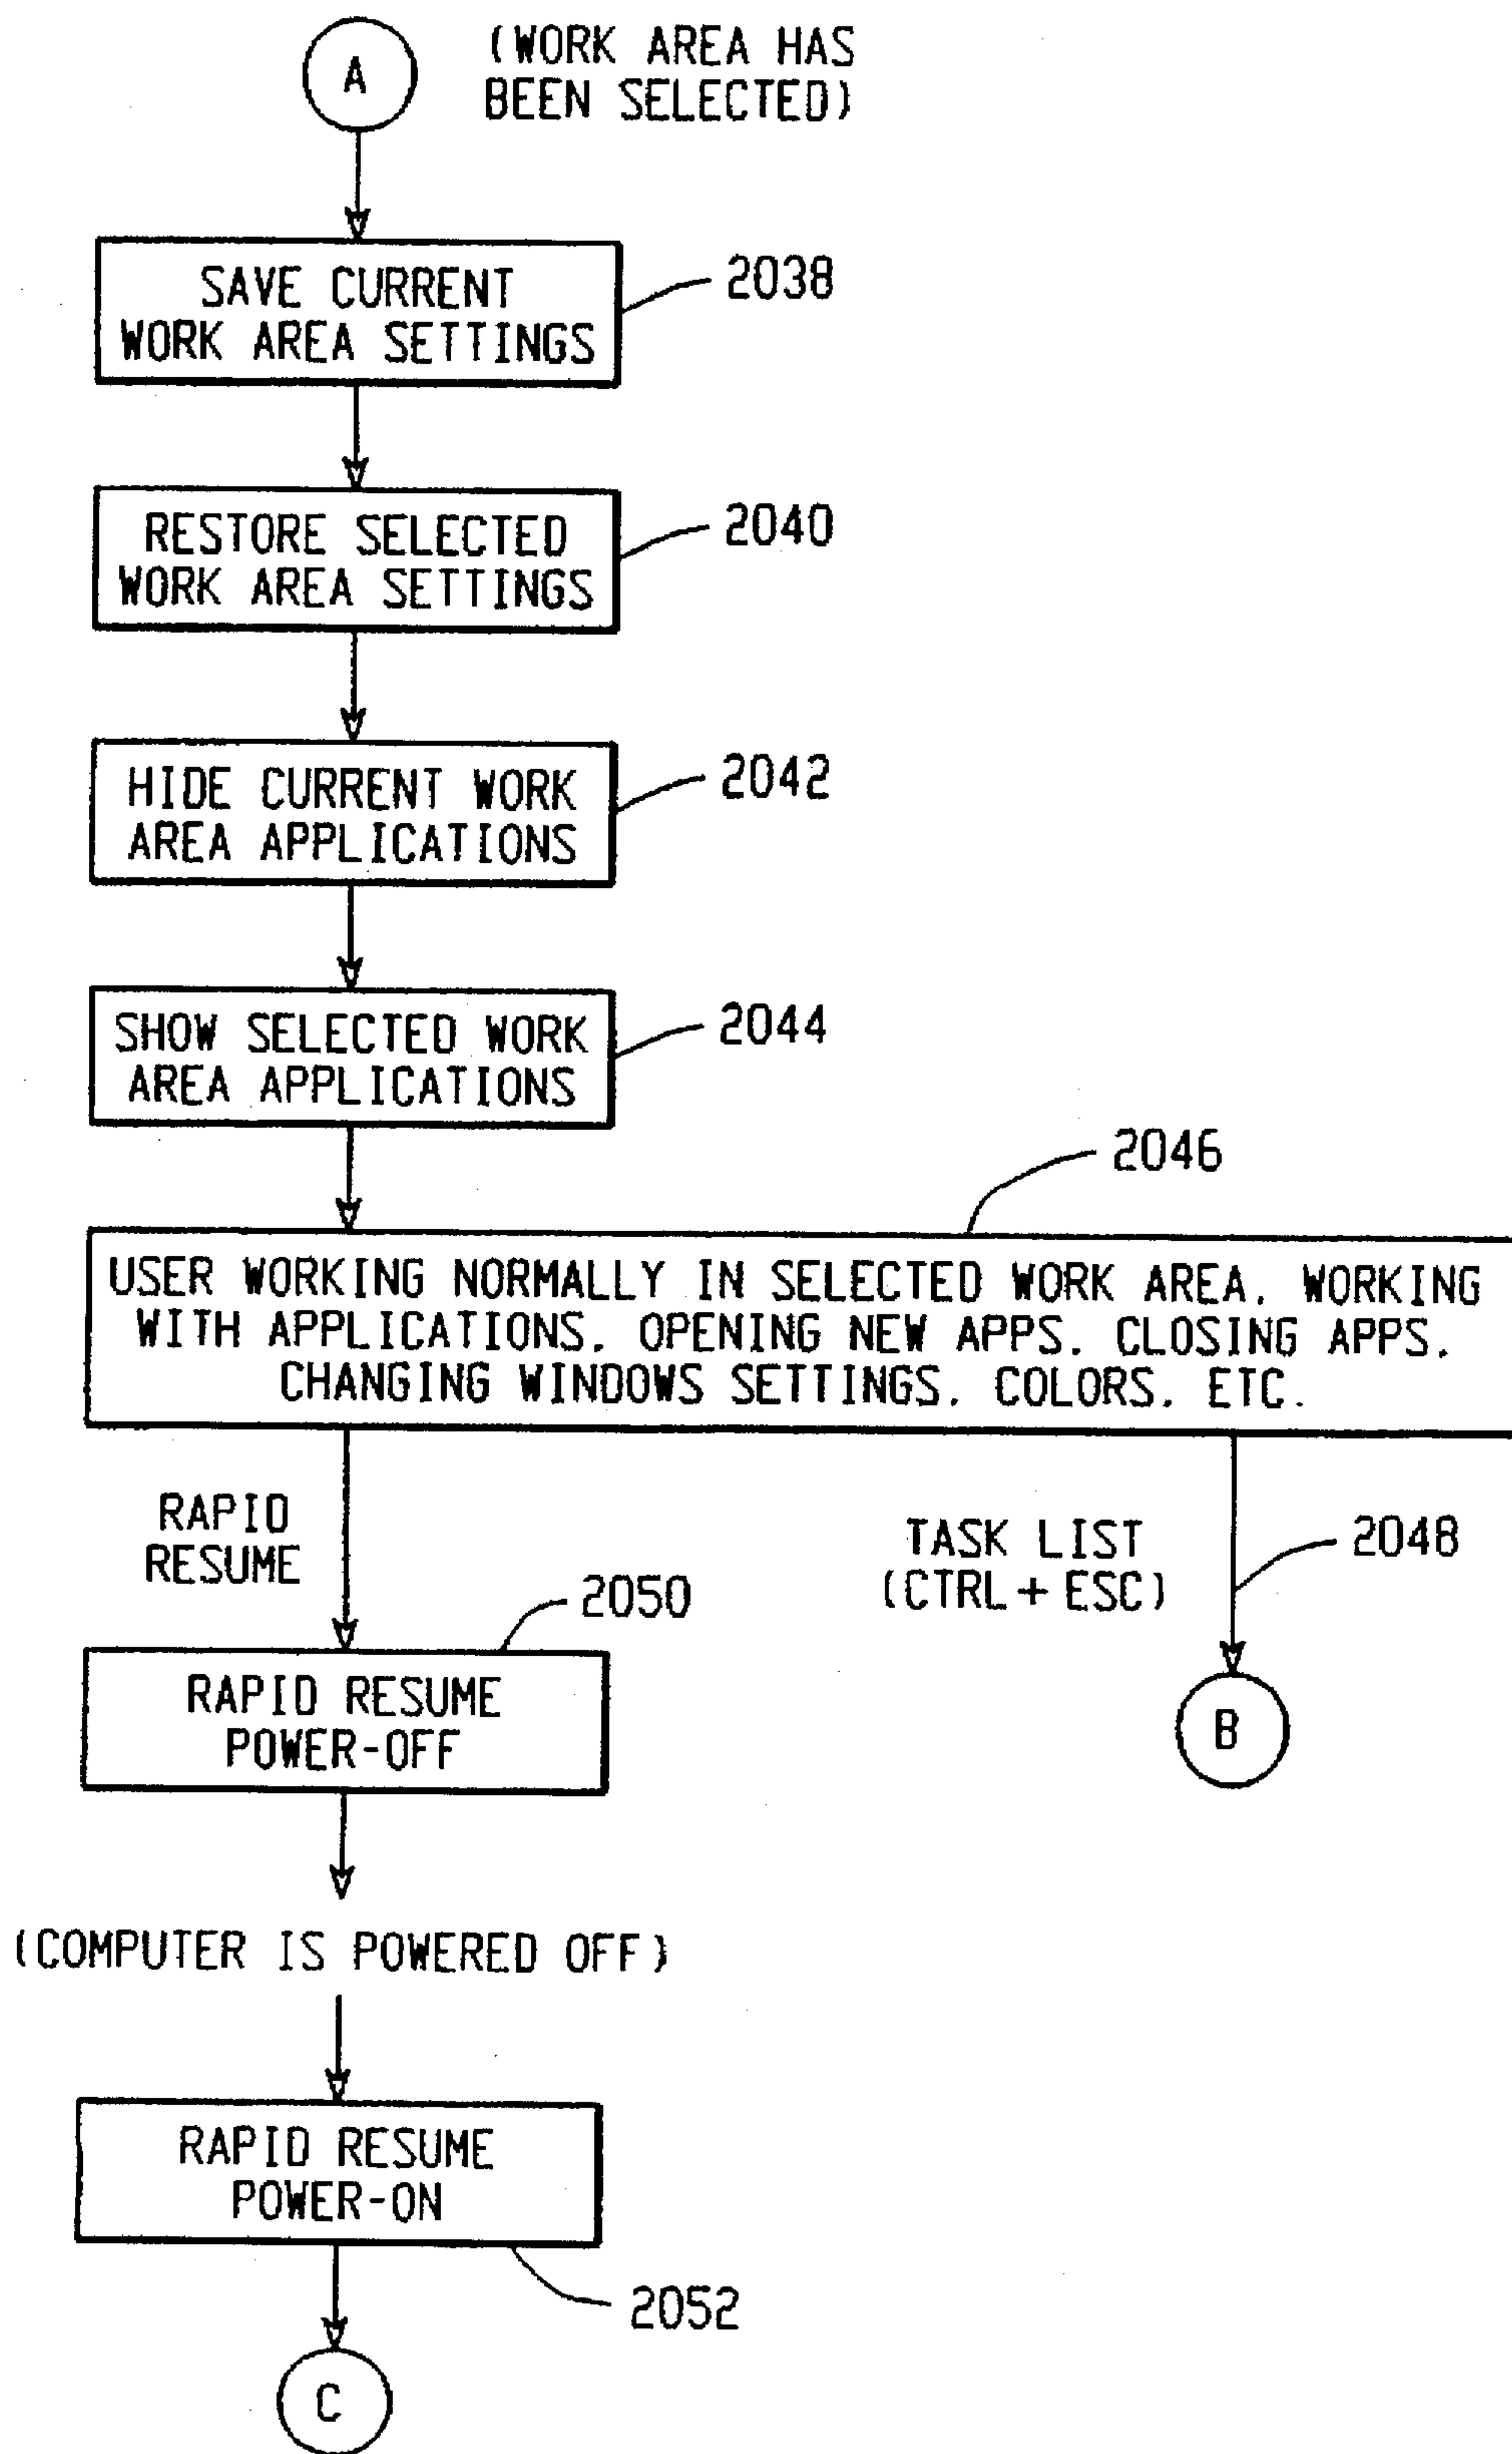 A
(WORK AREA HAS
BEEN SELECTED)
SAVE CURRENT
WORK AREA SETTINGS
2038
RESTORE SELECTED
WORK AREA SETTINGS
2040
HIDE CURRENT WORK
AREA APPLICATIONS
2042
SHOW SELECTED WORK
AREA APPLICATIONS
2044
2046
USER WORKING NORMALLY IN SELECTED WORK AREA, WORKING
WITH APPLICATIONS, OPENING NEW APPS, CLOSING APPS,
CHANGING WINDOWS SETTINGS, COLORS, ETC.
RAPID
RESUME
TASK LIST
(CTRL+ESC)
2048
2050
RAPID RESUME
POWER-OFF
B
(COMPUTER IS POWERED OFF)
RAPID RESUME
POWER-ON
2052
C